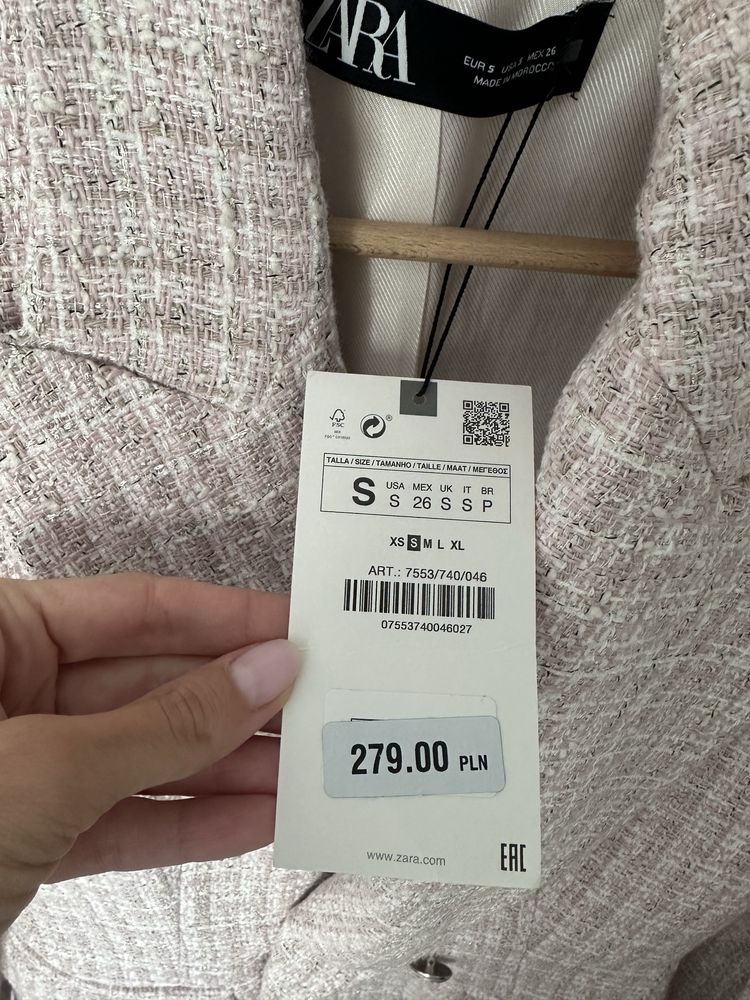 ZARA
EUR S USA S MEX 26
MADE IN MOROCCO
FSC
MIX
®
TALLA / SIZE / TAMANHO / TAILLE / MAAT / ΜΕΓΕΘΟΣ
S
USA MEX UK IT BR
S 26 S S P
XS S M L XL
ART.: 7553/740/046
07553740046027
279.00 PLN
www.zara.com
EAC